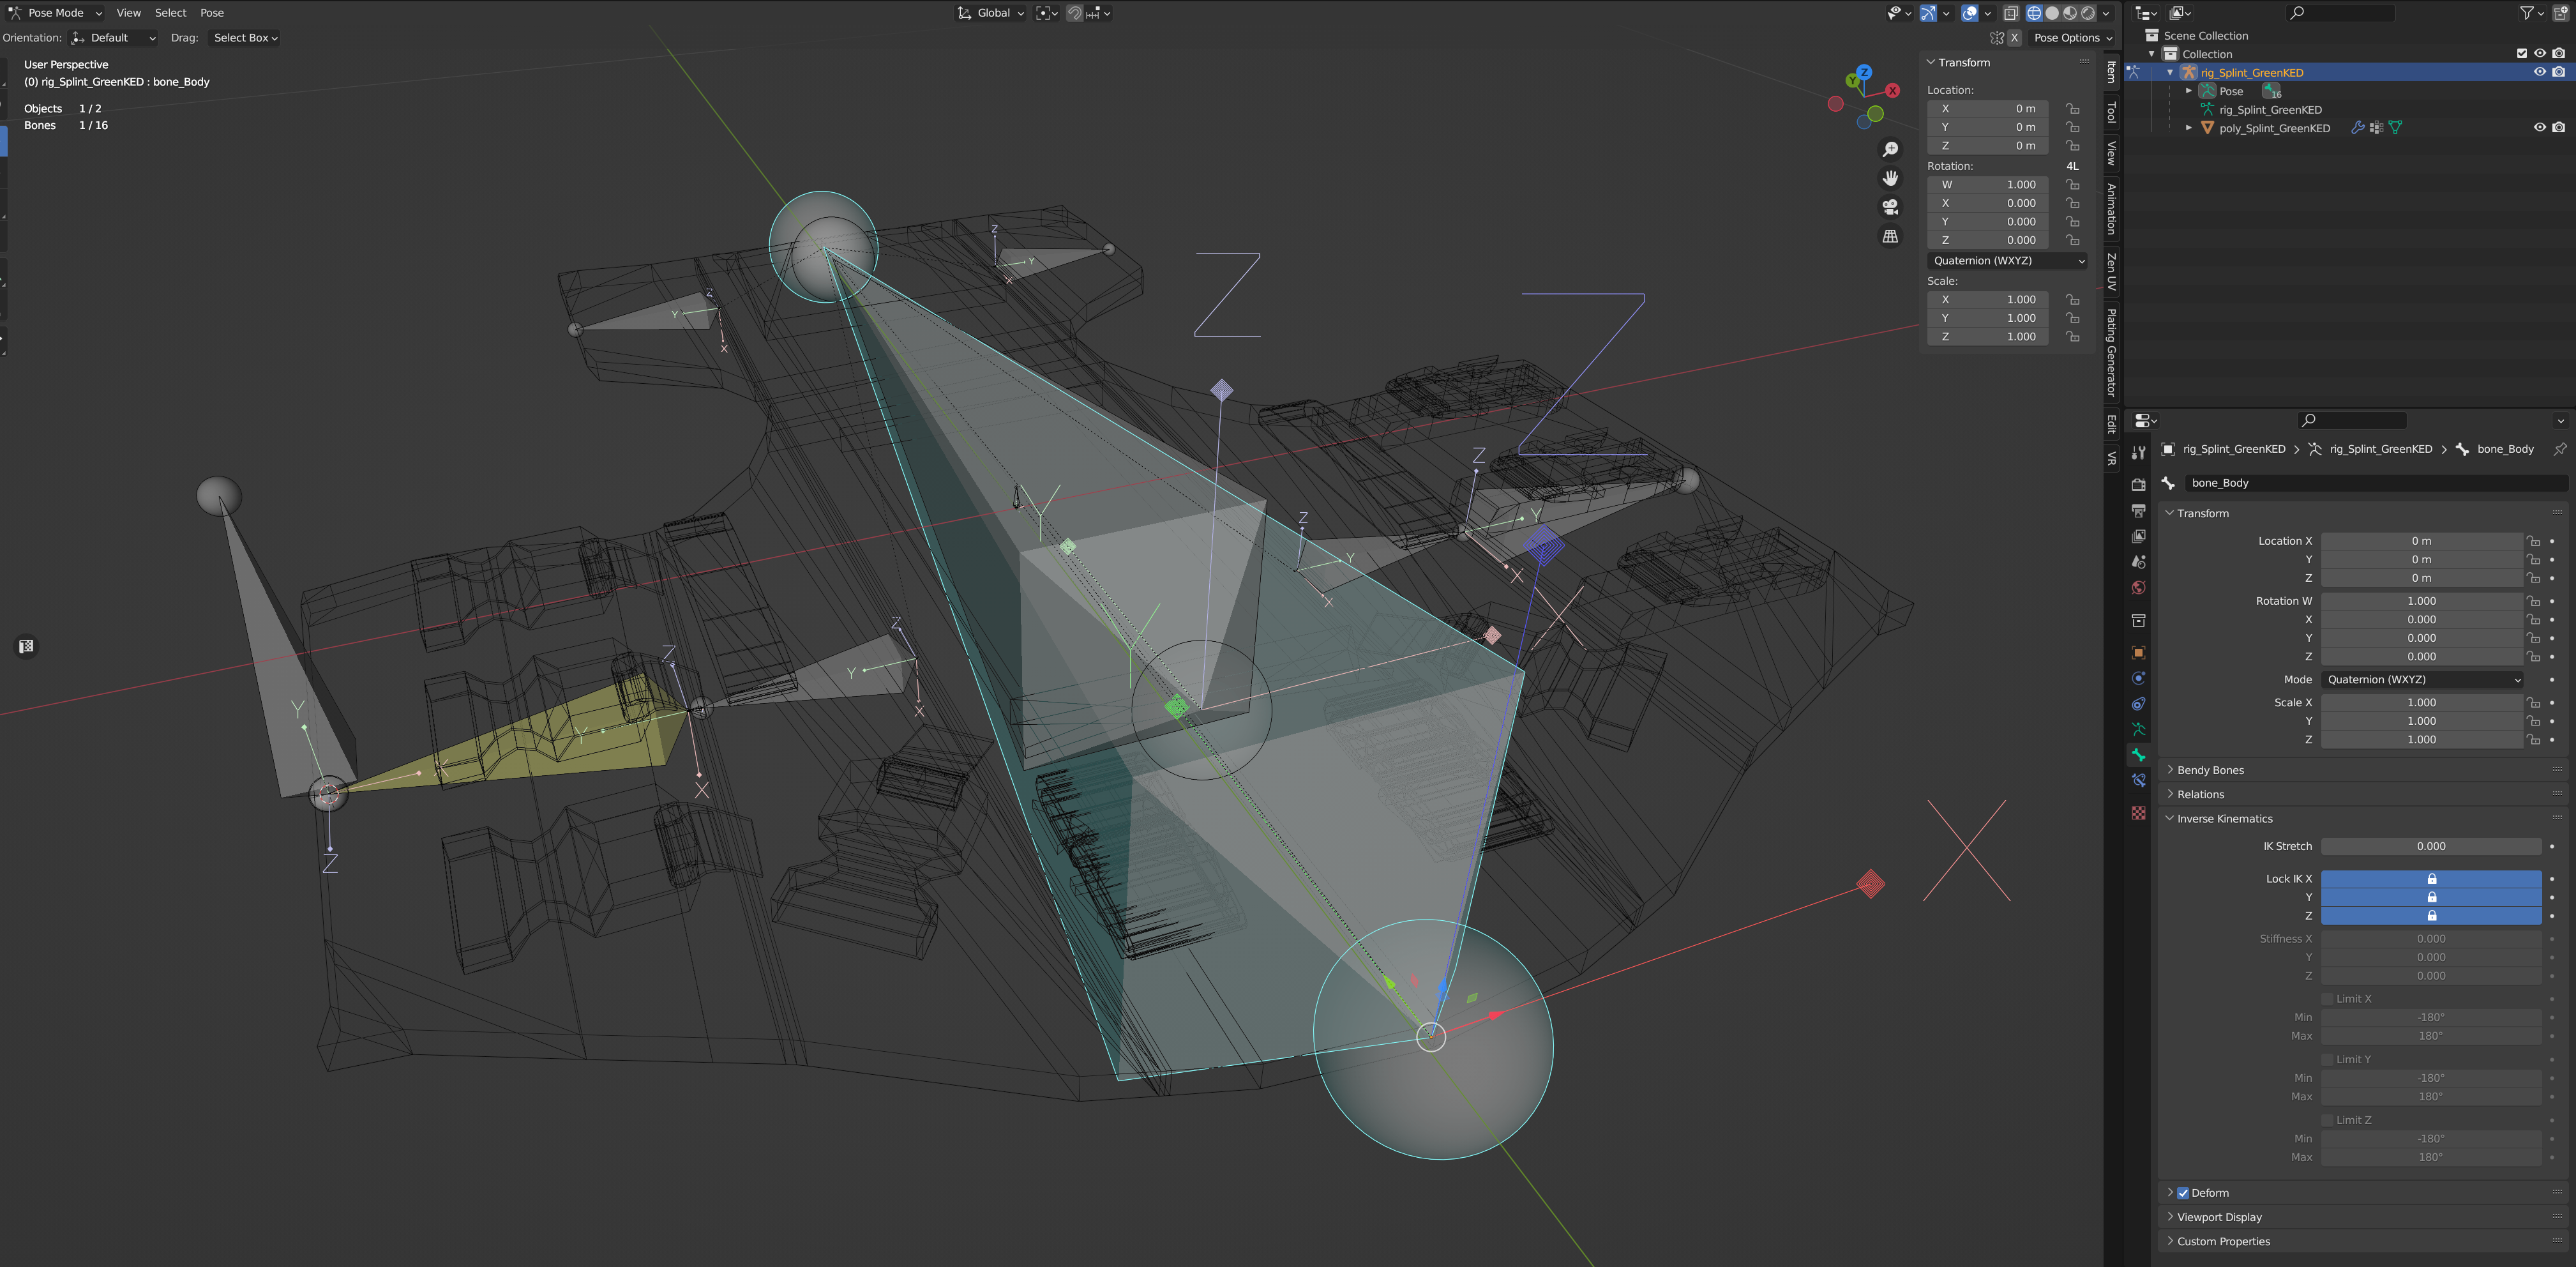 Pose Mode View Select Pose Global
Orientation: Default Drag: Select Box X Pose Options
User Perspective
(0) rig_Splint_GreenKED : bone_Body
Objects 1 / 2
Bones 1 / 16
Z
Y
X
Z
Y
X
Z
Y
X
Z
Z
Z
Y
X
Z
Y
X
Y
Y
X
Z
Y
X
Z
Y
X
Y
X
Z
X
Transform
Location:
X 0 m
Y 0 m
Z 0 m
Rotation: 4L
W 1.000
X 0.000
Y 0.000
Z 0.000
Quaternion (WXYZ)
Scale:
X 1.000
Y 1.000
Z 1.000
Item
Tool
View
Animation
Zen UV
Plating Generator
Edit
VR
Scene Collection
Collection
rig_Splint_GreenKED
Pose 16
rig_Splint_GreenKED
poly_Splint_GreenKED
rig_Splint_GreenKED > rig_Splint_GreenKED > bone_Body
bone_Body
Transform
Location X 0 m
Y 0 m
Z 0 m
Rotation W 1.000
X 0.000
Y 0.000
Z 0.000
Mode Quaternion (WXYZ)
Scale X 1.000
Y 1.000
Z 1.000
Bendy Bones
Relations
Inverse Kinematics
IK Stretch 0.000
Lock IK X
Y
Z
Stiffness X 0.000
Y 0.000
Z 0.000
Limit X
Min -180°
Max 180°
Limit Y
Min -180°
Max 180°
Limit Z
Min -180°
Max 180°
Deform
Viewport Display
Custom Properties